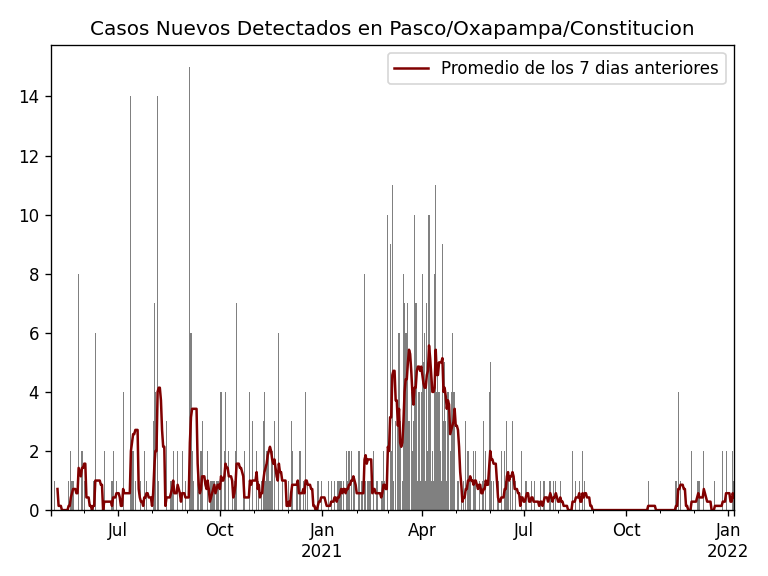 Casos Nuevos Detectados en Pasco/Oxapampa/Constitucion
Promedio de los 7 dias anteriores
14
12
10
8
6
4
2
0
Jul
Oct
Jan
2021
Apr
Jul
Oct
Jan
2022